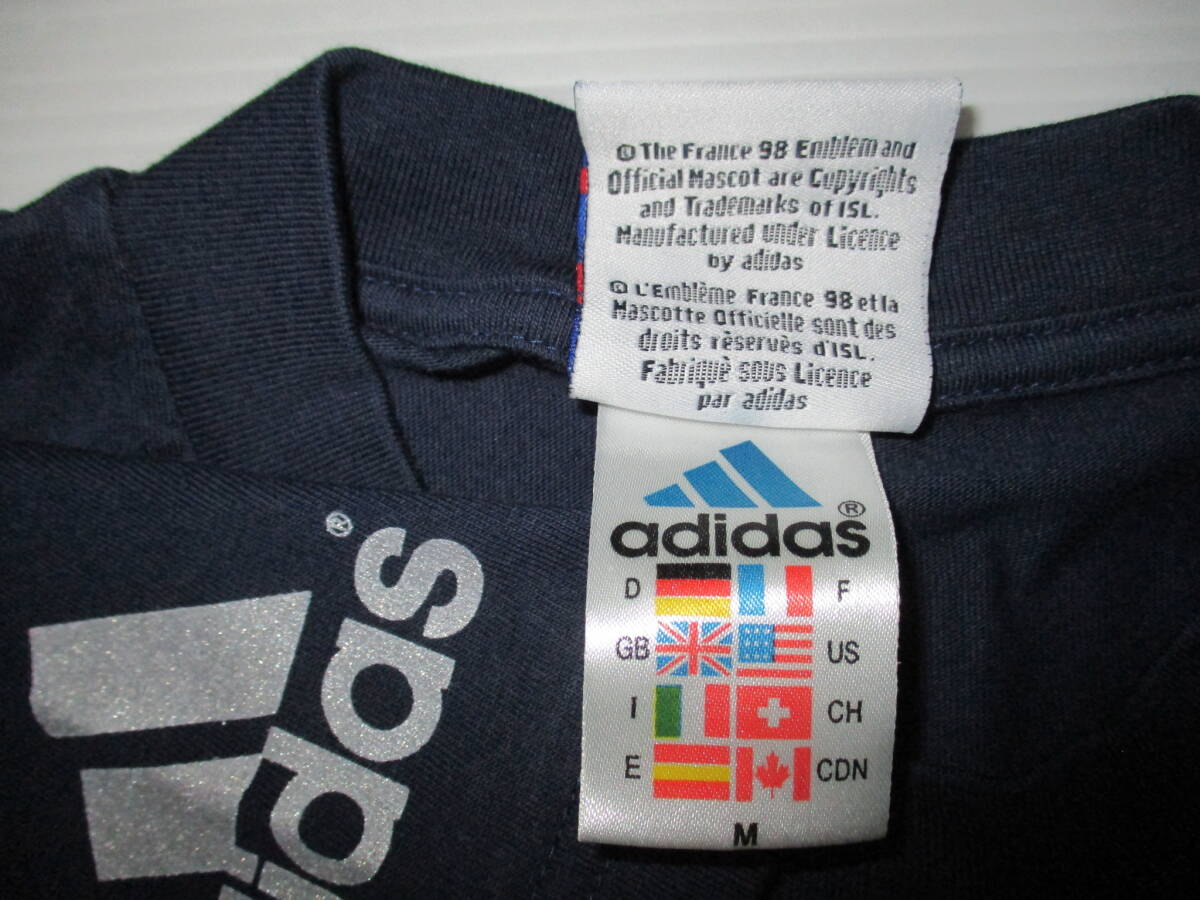 © The France 98 Emblem and
Official Mascot are Copyrights
and Trademarks of ISL.
Manufactured under Licence
by adidas
© L'Emblème France 98 et la
Mascotte Officielle sont des
droits rèservès d'ISL.
Fabriquè sous Licence
par adidas
adidas®
D F
GB US
I CH
E CDN
M
adidas®